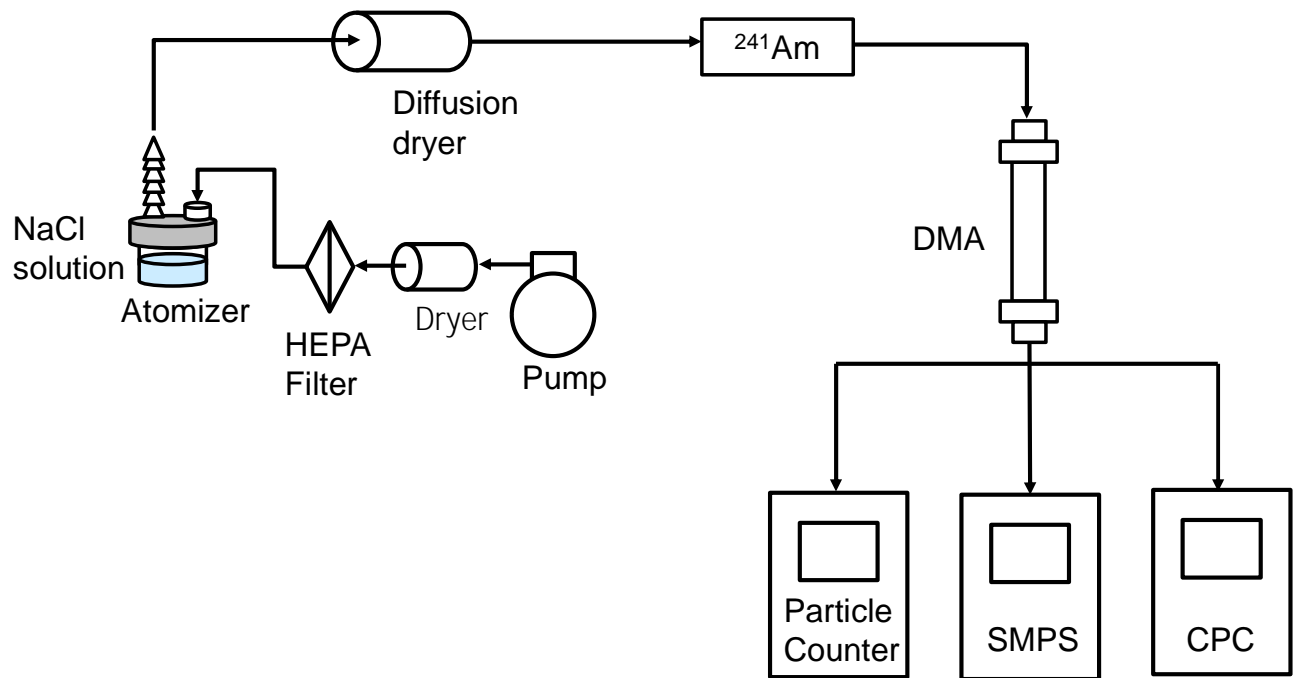 ²⁴¹Am
Diffusion
dryer
NaCl
solution
Atomizer
HEPA
Filter
Dryer
Pump
DMA
Particle
Counter
SMPS
CPC